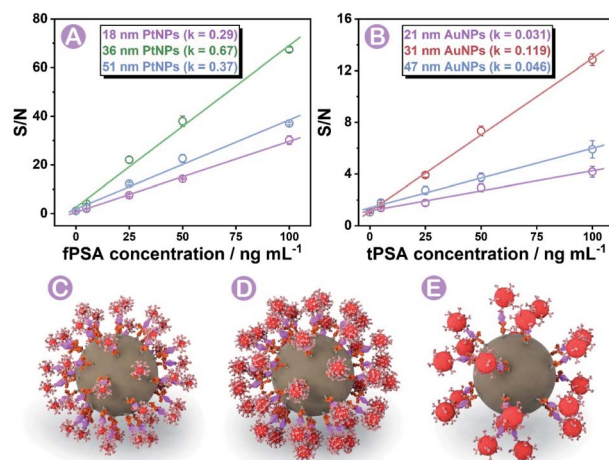 A
18 nm PtNPs (k = 0.29)
36 nm PtNPs (k = 0.67)
51 nm PtNPs (k = 0.37)
S/N
80
60
40
20
0
0 25 50 75 100
fPSA concentration / ng mL⁻¹
B
21 nm AuNPs (k = 0.031)
31 nm AuNPs (k = 0.119)
47 nm AuNPs (k = 0.046)
S/N
16
12
8
4
0
0 25 50 75 100
tPSA concentration / ng mL⁻¹
C D E